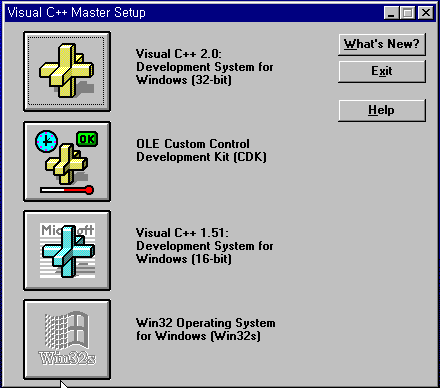 Visual C++ Master Setup
Visual C++ 2.0:
Development System for
Windows (32-bit)
What's New?
Exit
Help
OK
OLE Custom Control
Development Kit (CDK)
Microsoft
Visual C++ 1.51:
Development System for
Windows (16-bit)
Win32s
Win32 Operating System
for Windows (Win32s)